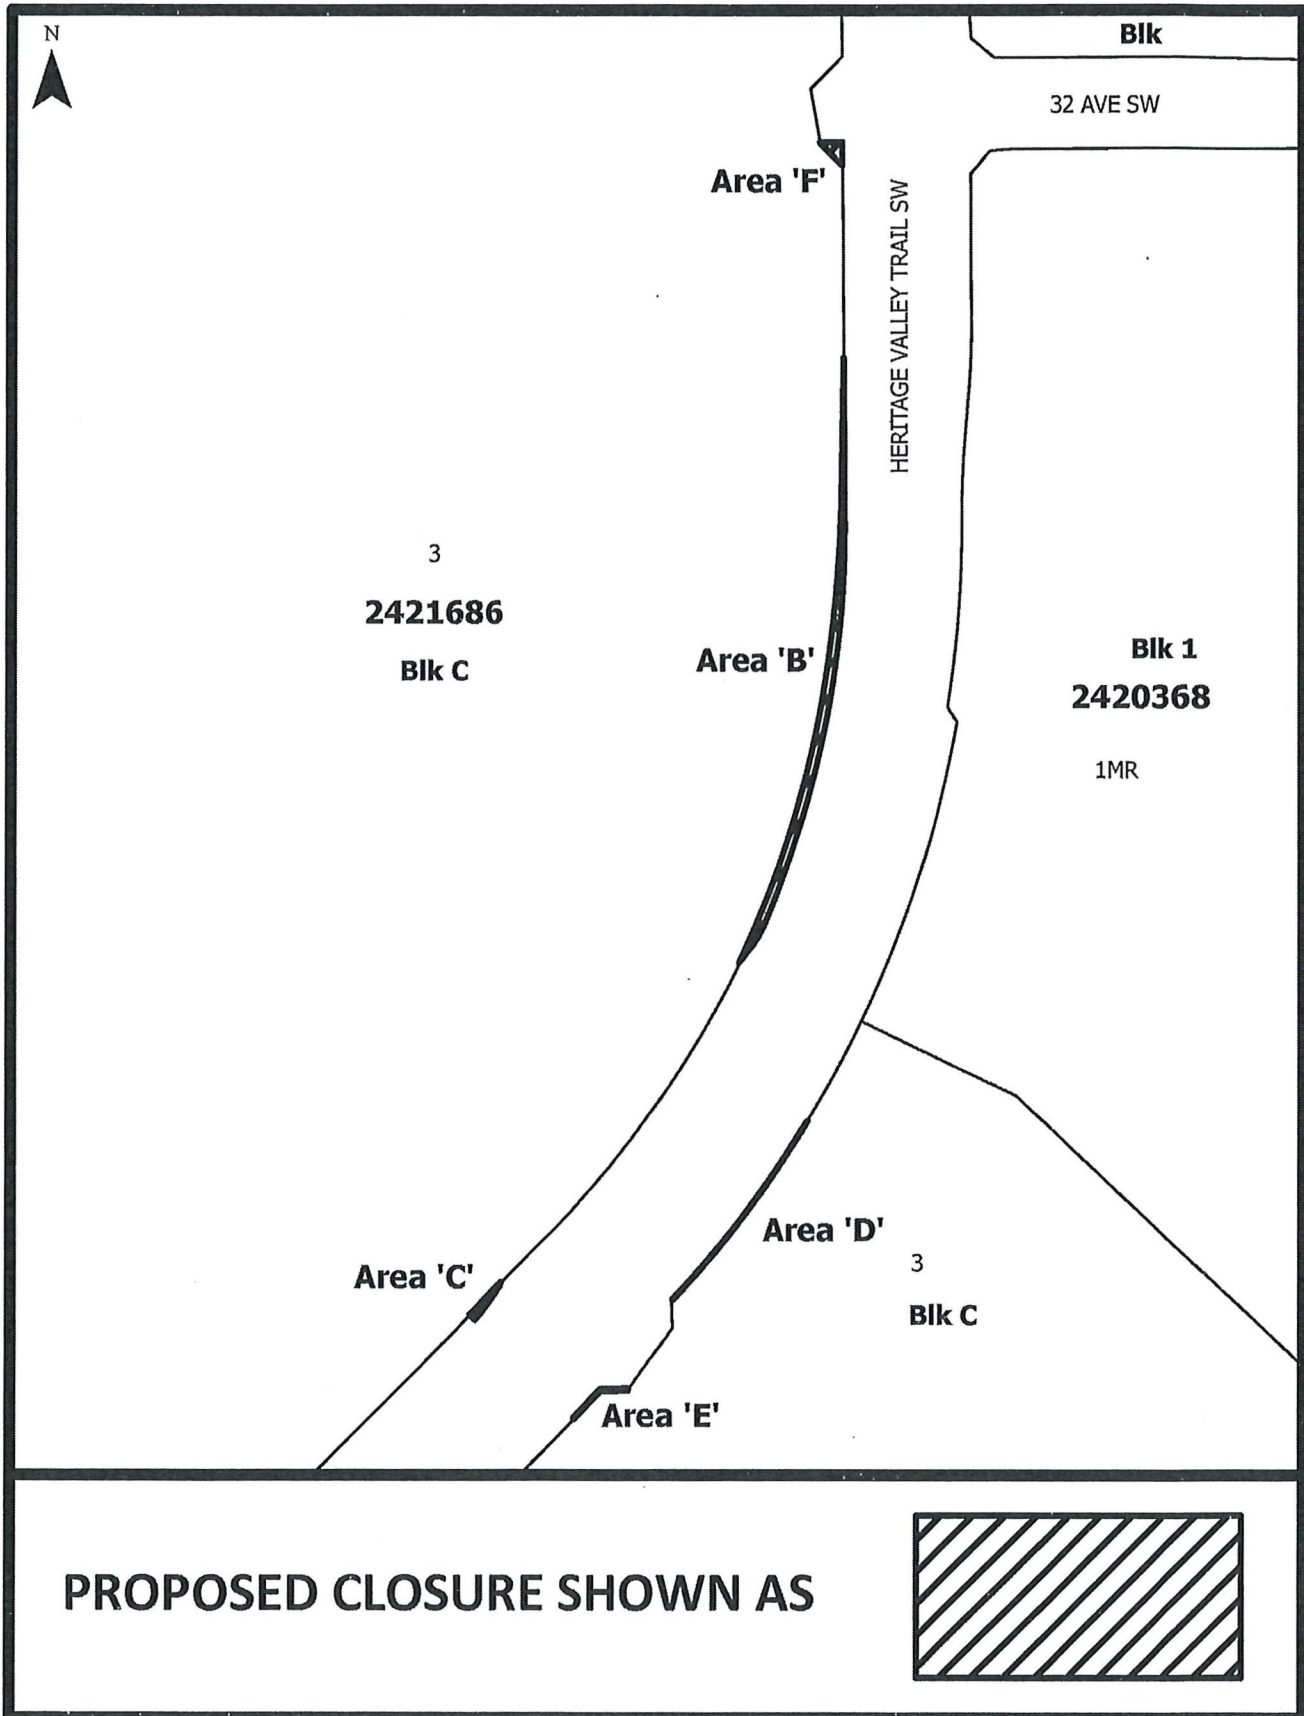 N
Blk
32 AVE SW
Area 'F'
HERITAGE VALLEY TRAIL SW
3
2421686
Blk C
Area 'B'
Blk 1
2420368
1MR
Area 'D'
3
Blk C
Area 'C'
Area 'E'
PROPOSED CLOSURE SHOWN AS